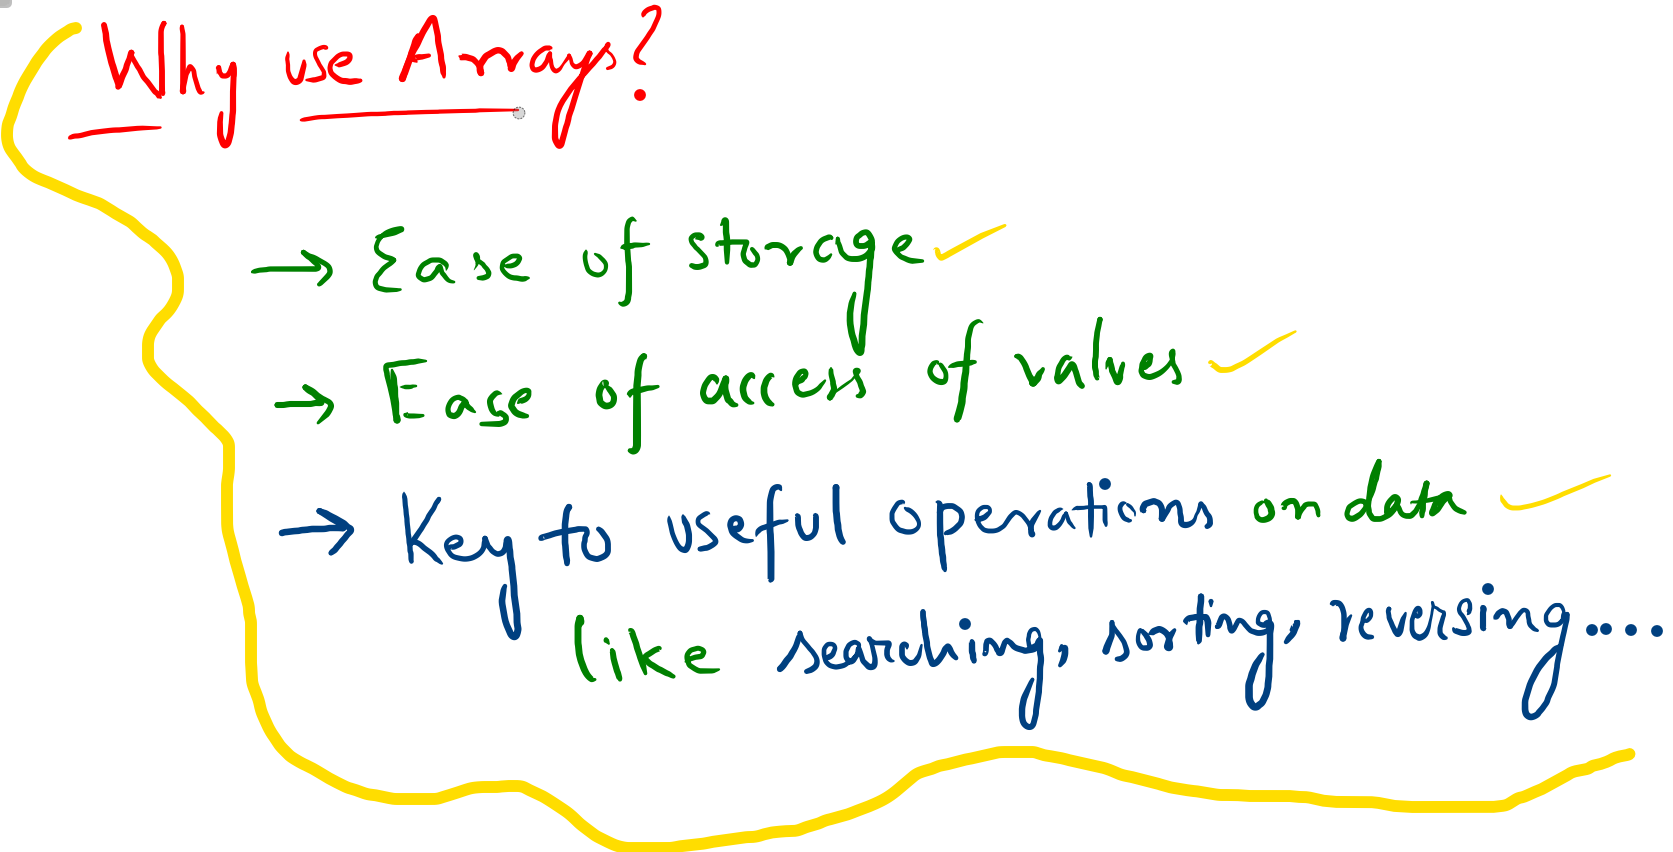 Why use Arrays?
→ Ease of storage ✓
→ Ease of access of values ✓
→ Key to useful operations on data ✓
like searching, sorting, reversing....